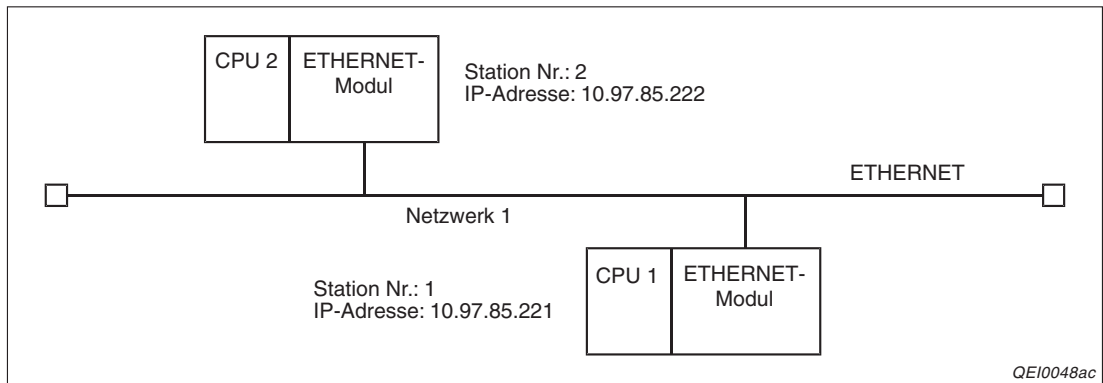 CPU 2
ETHERNET-
Modul
Station Nr.: 2
IP-Adresse: 10.97.85.222
ETHERNET
Netzwerk 1
CPU 1
ETHERNET-
Modul
Station Nr.: 1
IP-Adresse: 10.97.85.221
QEI0048ac